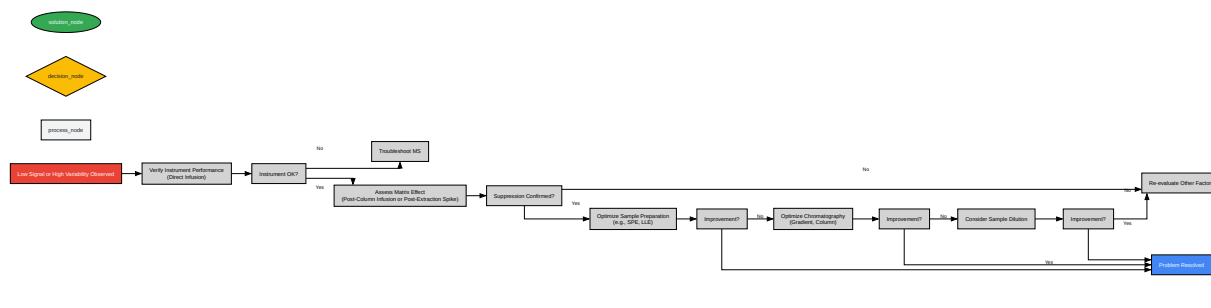 solution_node
decision_node
process_node
Low Signal or High Variability Observed
Verify Instrument Performance
(Direct Infusion)
Instrument OK?
No
Yes
Troubleshoot MS
Assess Matrix Effect
(Post-Column Infusion or Post-Extraction Spike)
Suppression Confirmed?
No
Yes
Optimize Sample Preparation
(e.g., SPE, LLE)
Improvement?
No
Optimize Chromatography
(Gradient, Column)
Improvement?
No
Consider Sample Dilution
Improvement?
No
Yes
Re-evaluate Other Factor
Yes
Problem Resolved